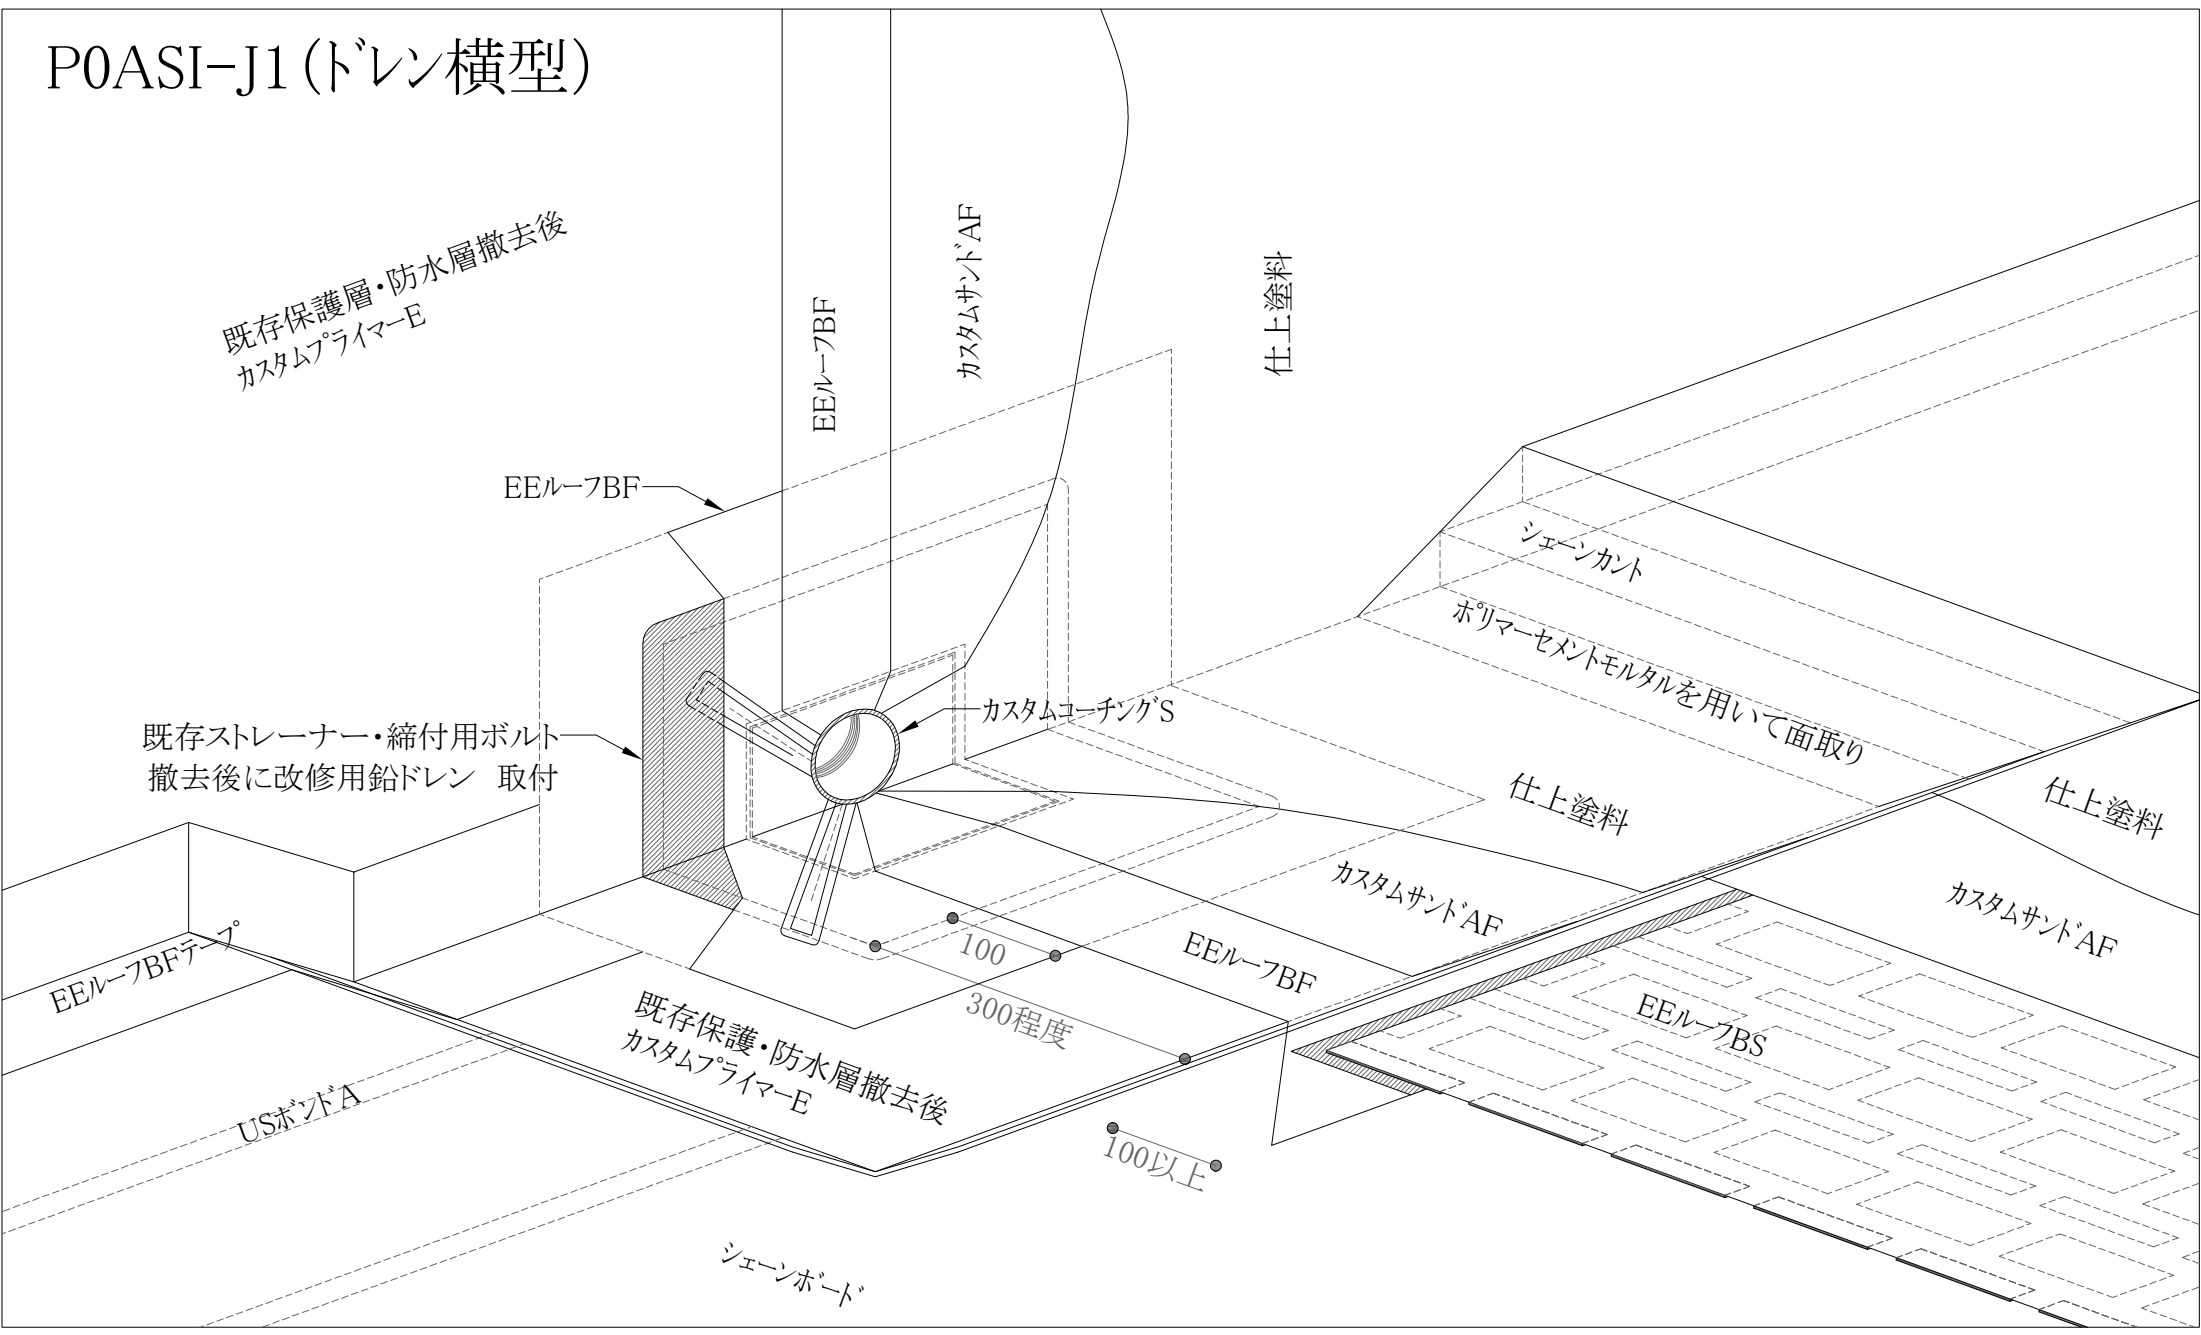 P0ASI-J1(ドレン横型)
既存保護層・防水層撤去後
カスタムプライマーE
EEルーフBF
カスタムサンドAF
仕上塗料
EEルーフBF
シェーンカント
ポリマーセメントモルタルを用いて面取り
カスタムコーチングS
既存ストレーナー・締付用ボルト
撤去後に改修用鉛ドレン 取付
仕上塗料
仕上塗料
カスタムサンドAF
カスタムサンドAF
EEルーフBF
100
300程度
EEルーフBFテープ
既存保護・防水層撤去後
カスタムプライマーE
EEルーフBS
USボンドA
100以上
シェーンボード